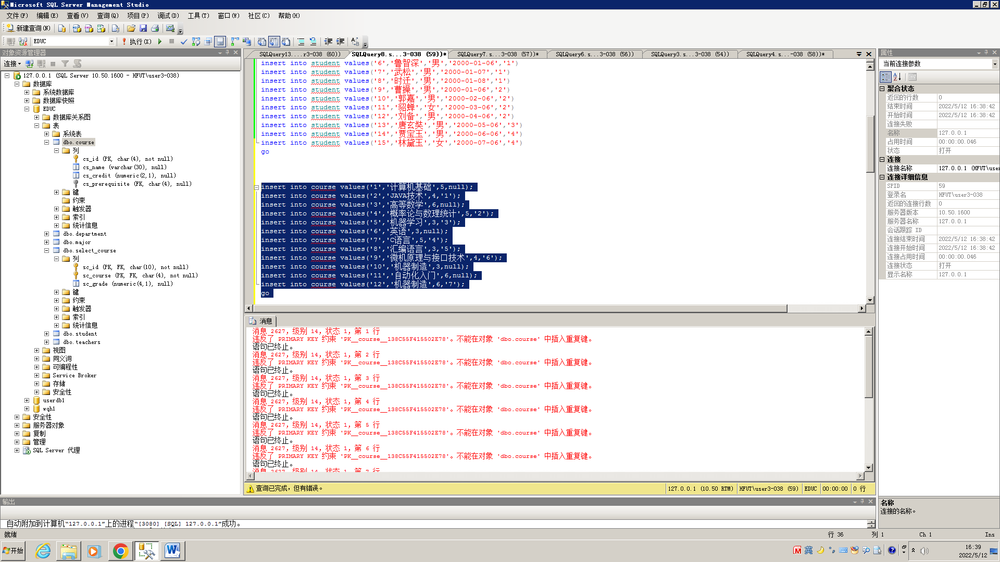 Microsoft SQL Server Management Studio
文件(F) 编辑(E) 查看(V) 查询(Q) 项目(P) 调试(D) 工具(T) 窗口(W) 社区(C) 帮助(H)
新建查询(N)
EDUC 执行(X)
对象资源管理器
连接
127.0.0.1 (SQL Server 10.50.1600 - HFUT\user3-038)
数据库
系统数据库
数据库快照
EDUC
数据库关系图
表
系统表
dbo.course
列
cs_id (PK, char(4), not null)
cs_name (varchar(30), null)
cs_credit (numeric(2,1), null)
cs_prerequisite (FK, char(4), null)
键
约束
触发器
索引
统计信息
dbo.department
dbo.major
dbo.select_course
列
sc_id (PK, FK, char(10), not null)
sc_course (PK, FK, char(4), not null)
sc_grade (numeric(4,1), null)
键
约束
触发器
索引
统计信息
dbo.student
dbo.teachers
视图
同义词
可编程性
Service Broker
存储
安全性
userdb1
wqh1
安全性
服务器对象
复制
管理
SQL Server 代理
SQLQuery13....r3-038 (60)) SQLQuery8.s...3-038 (59))* SQLQuery7.s...3-038 (57))* SQLQuery6.s...3-038 (56)) SQLQuery3.s...3-038 (54)) SQLQuery4.s...-038 (58))*
insert into student values('6','鲁智深','男','2000-01-06','1')
insert into student values('7','武松','男','2000-01-07','1')
insert into student values('8','时迁','男','2000-01-08','1')
insert into student values('9','曹操','男','2000-01-06','2')
insert into student values('10','郭嘉','男','2000-02-06','2')
insert into student values('11','貂蝉','女','2000-03-06','2')
insert into student values('12','刘备','男','2000-04-06','2')
insert into student values('13','唐玄奘','男','2000-05-06','3')
insert into student values('14','贾宝玉','男','2000-06-06','4')
insert into student values('15','林黛玉','女','2000-07-06','4')
go
insert into course values('1','计算机基础',5,null);
insert into course values('2','JAVA技术',4,'1');
insert into course values('3','高等数学',6,null);
insert into course values('4','概率论与数理统计',5,'2');
insert into course values('5','机器学习',3,'3');
insert into course values('6','英语',3,null);
insert into course values('7','C语言',5,'4');
insert into course values('8','汇编语言',3,'5');
insert into course values('9','微机原理与接口技术',4,'6');
insert into course values('10','机器制造',3,null);
insert into course values('11','自动化入门',6,null);
insert into course values('12','机器制造',6,'7');
go
消息
消息 2627，级别 14，状态 1，第 1 行
违反了 PRIMARY KEY 约束 'PK__course__138C55F415502E78'。不能在对象 'dbo.course' 中插入重复键。
语句已终止。
消息 2627，级别 14，状态 1，第 2 行
违反了 PRIMARY KEY 约束 'PK__course__138C55F415502E78'。不能在对象 'dbo.course' 中插入重复键。
语句已终止。
消息 2627，级别 14，状态 1，第 3 行
违反了 PRIMARY KEY 约束 'PK__course__138C55F415502E78'。不能在对象 'dbo.course' 中插入重复键。
语句已终止。
消息 2627，级别 14，状态 1，第 4 行
违反了 PRIMARY KEY 约束 'PK__course__138C55F415502E78'。不能在对象 'dbo.course' 中插入重复键。
语句已终止。
消息 2627，级别 14，状态 1，第 5 行
违反了 PRIMARY KEY 约束 'PK__course__138C55F415502E78'。不能在对象 'dbo.course' 中插入重复键。
语句已终止。
消息 2627，级别 14，状态 1，第 6 行
违反了 PRIMARY KEY 约束 'PK__course__138C55F415502E78'。不能在对象 'dbo.course' 中插入重复键。
语句已终止。
消息 2627，级别 14，状态 1，第 7 行
查询已完成，但有错误。 127.0.0.1 (10.50 RTM) HFUT\user3-038 (59) EDUC 00:00:00 0 行
属性
当前连接参数
聚合状态
返回的行数 0
结束时间 2022/5/12 16:38:42
开始时间 2022/5/12 16:38:42
连接失败
名称 127.0.0.1
占用时间 00:00:00.046
状态 打开
连接
连接名称 127.0.0.1 (HFUT\user
连接详细信息
SPID 59
登录名 HFUT\user3-038
返回的连接行数 0
服务器版本 10.50.1600
服务器名称 127.0.0.1
会话跟踪 ID
连接结束时间 2022/5/12 16:38:42
连接开始时间 2022/5/12 16:38:42
连接占用时间 00:00:00.046
连接状态 打开
显示名称 127.0.0.1
名称
连接的名称。
输出
自动附加到计算机“127.0.0.1”上的进程“[3080] [SQL] 127.0.0.1”成功。
就绪 行 36 列 1 Ch 1 Ins
开始 英 16:39
2022/5/12